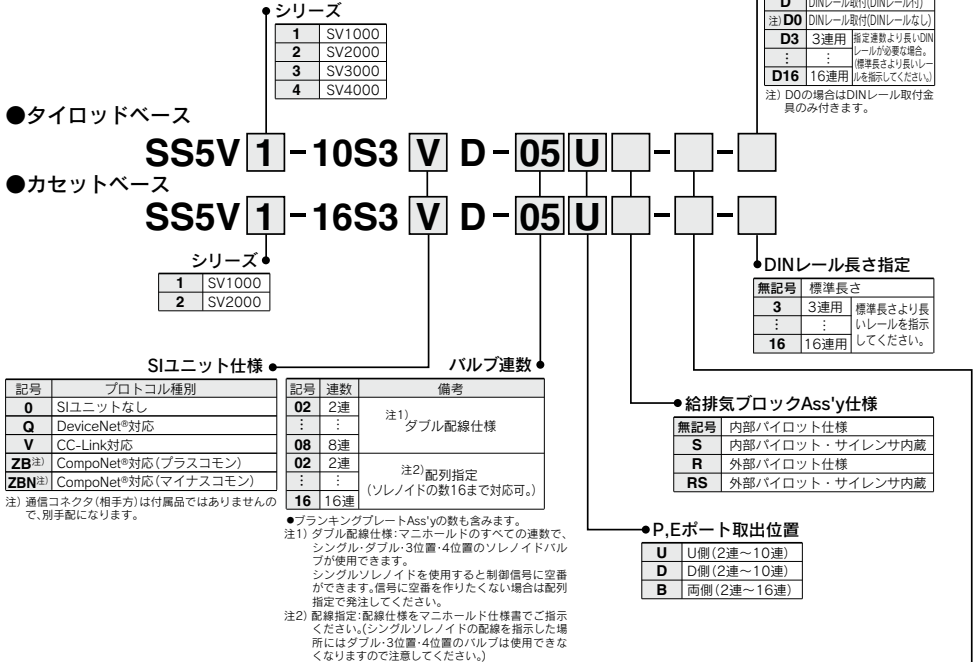 シリーズ
1 SV1000
2 SV2000
3 SV3000
4 SV4000
D DINレール取付(DINレール付)
注)D0 DINレール取付(DINレールなし)
D3 3連用 指定連数より長いDINレールが必要な場合。(標準長さより長いレールを指示してください。)
⋮ ⋮
D16 16連用
注) D0の場合はDINレール取付金
具のみ付きます。
●タイロッドベース
SS5V 1 - 10S3 V D - 05 U - -
●カセットベース
SS5V 1 - 16S3 V D - 05 U - -
シリーズ
1 SV1000
2 SV2000
DINレール長さ指定
無記号 標準長さ
3 3連用 標準長さより長いレールを指示してください。
⋮ ⋮
16 16連用
SIユニット仕様
記号 プロトコル種別
0 SIユニットなし
Q DeviceNet®対応
V CC-Link対応
ZB注) CompoNet®対応(プラスコモン)
ZBN注) CompoNet®対応(マイナスコモン)
注) 通信コネクタ(相手方)は付属品ではありませんの
で、別手配になります。
バルブ連数
記号 連数 備考
02 2連 注1)ダブル配線仕様
⋮ ⋮
08 8連
02 2連 注2)配列指定
⋮ ⋮ (ソレノイドの数16まで対応可。)
16 16連
●ブランキングプレートAss'yの数も含みます。
注1) ダブル配線仕様:マニホールドのすべての連数で、
シングル・ダブル・3位置・4位置のソレノイドバル
ブが使用できます。
シングルソレノイドを使用すると制御信号に空番
ができます。信号に空番を作りたくない場合は配列
指定で発注してください。
注2) 配線指定:配線仕様をマニホールド仕様書でご指示
ください。(シングルソレノイドの配線を指示した場
所にはダブル・3位置・4位置のバルブは使用できな
くなりますので注意してください。)
給排気ブロックAss'y仕様
無記号 内部パイロット仕様
S 内部パイロット・サイレンサ内蔵
R 外部パイロット仕様
RS 外部パイロット・サイレンサ内蔵
P,Eポート取出位置
U U側(2連～10連)
D D側(2連～10連)
B 両側(2連～16連)